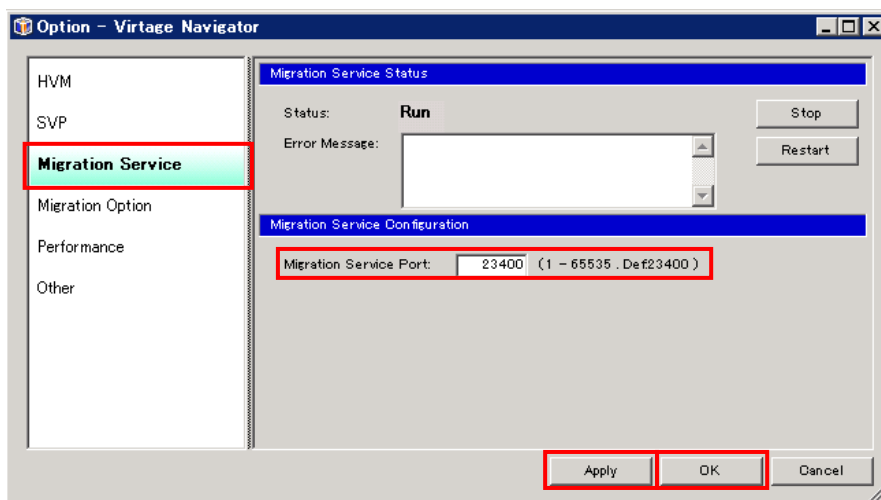 Option - Virtage Navigator
HVM
SVP
Migration Service
Migration Option
Performance
Other
Migration Service Status
Status: Run
Stop
Error Message:
Restart
Migration Service Configuration
Migration Service Port: 23400 (1 - 65535 . Def23400 )
Apply
OK
Cancel